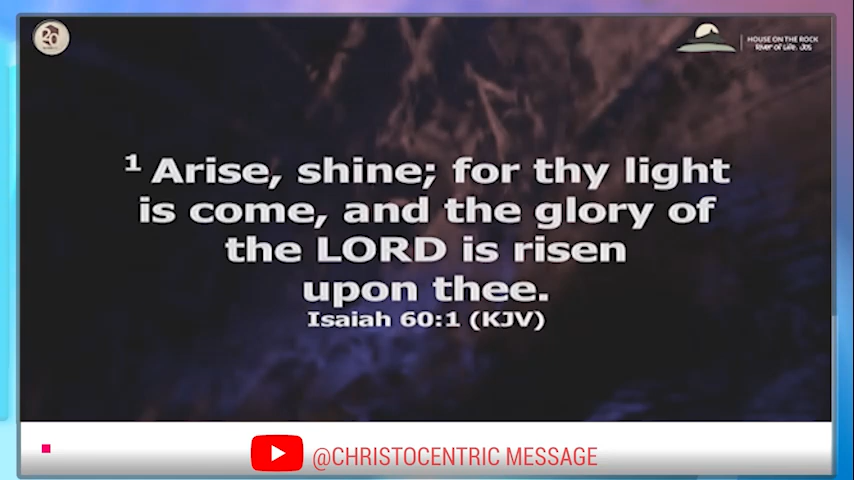 20
HOUSE ON THE ROCK
River of Life, Jos
1 Arise, shine; for thy light
is come, and the glory of
the LORD is risen
upon thee.
Isaiah 60:1 (KJV)
@CHRISTOCENTRIC MESSAGE